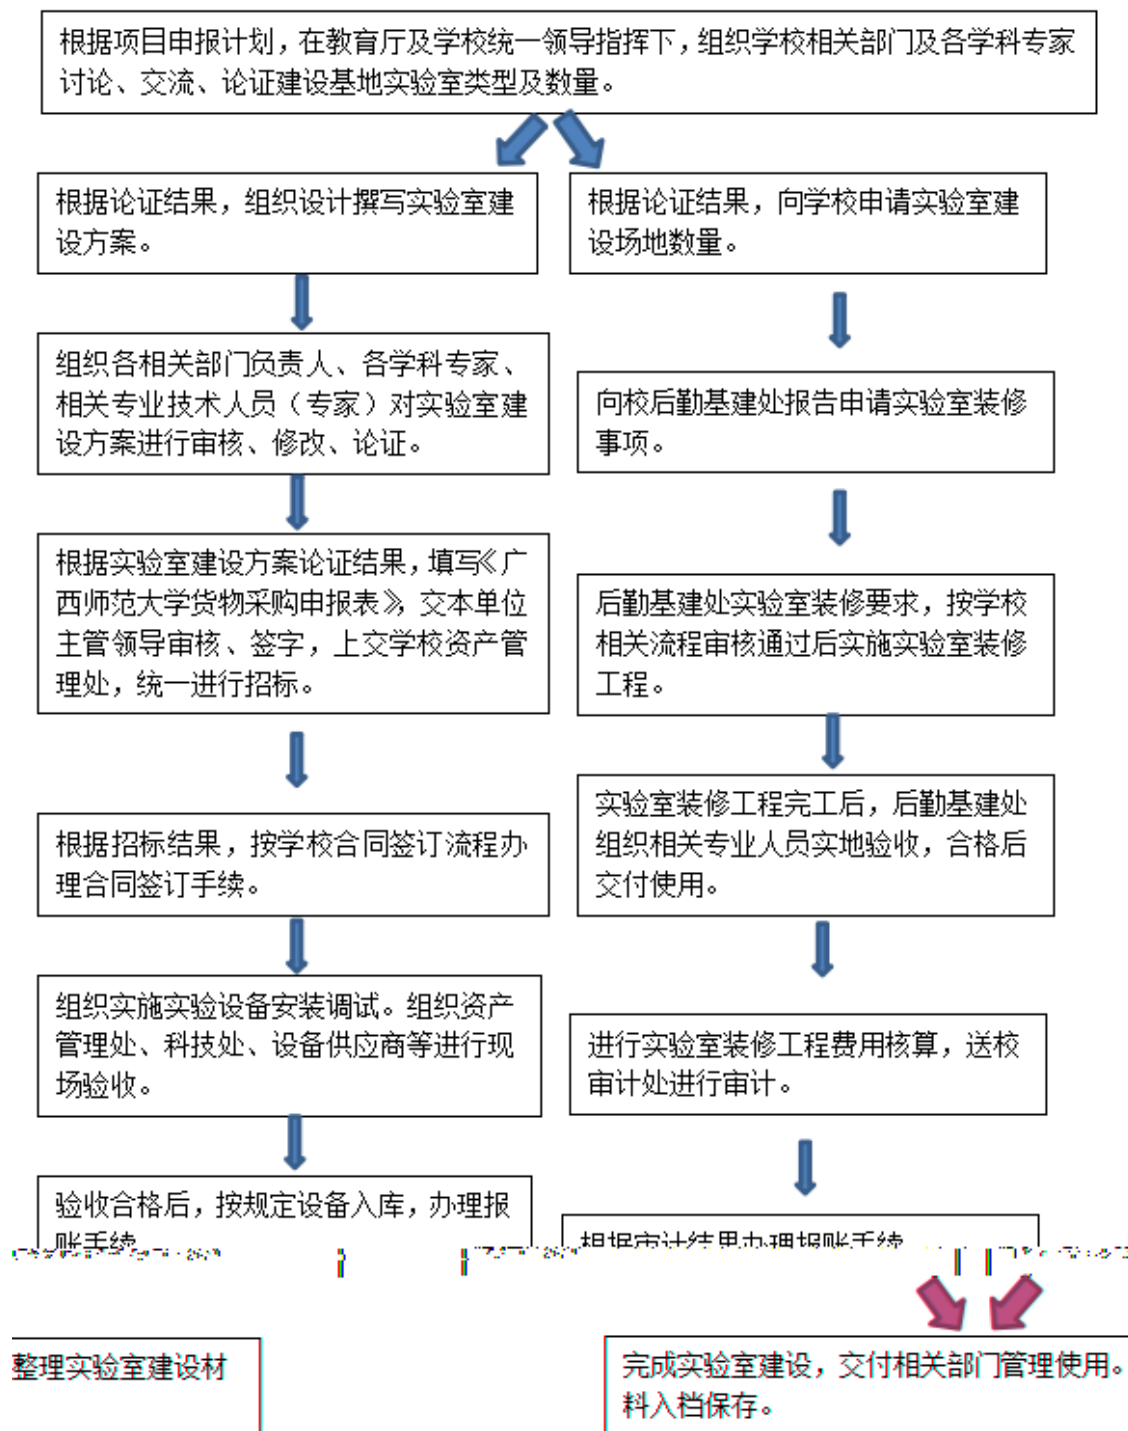 根据项目申报计划，在教育厅及学校统一领导指挥下，组织学校相关部门及各学科专家
讨论、交流、论证建设基地实验室类型及数量。
根据论证结果，组织设计撰写实验室建
设方案。
组织各相关部门负责人、各学科专家、
相关专业技术人员（专家）对实验室建
设方案进行审核、修改、论证。
根据实验室建设方案论证结果，填写《广
西师范大学货物采购申报表》，交本单位
主管领导审核、签字，上交学校资产管
理处，统一进行招标。
根据招标结果，按学校合同签订流程办
理合同签订手续。
组织实施实验设备安装调试。组织资产
管理处、科技处、设备供应商等进行现
场验收。
验收合格后，按规定设备入库，办理报
账手续
根据论证结果，向学校申请实验室建
设场地数量。
向校后勤基建处报告申请实验室装修
事项。
后勤基建处实验室装修要求，按学校
相关流程审核通过后实施实验室装修
工程。
实验室装修工程完工后，后勤基建处
组织相关专业人员实地验收，合格后
交付使用。
进行实验室装修工程费用核算，送校
审计处进行审计。
根据审计结果办理报账手续
整理实验室建设材
完成实验室建设，交付相关部门管理使用。
料入档保存。